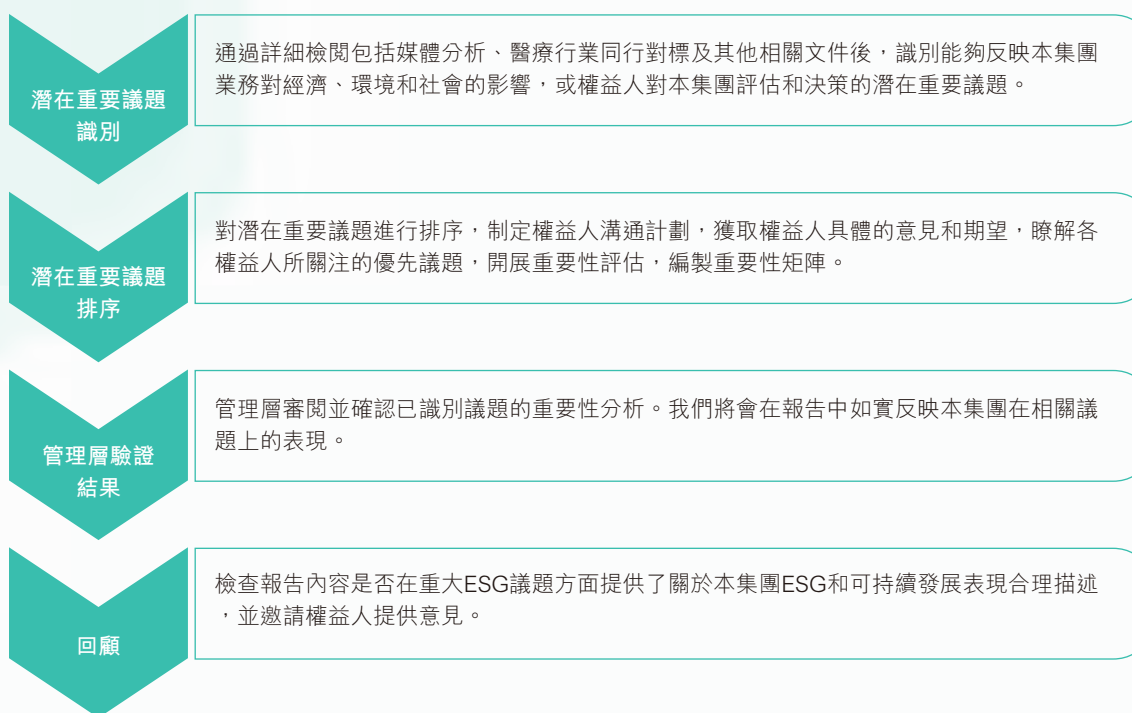 潛在重要議題
識別
通過詳細檢閱包括媒體分析、醫療行業同行對標及其他相關文件後，識別能夠反映本集團
業務對經濟、環境和社會的影響，或權益人對本集團評估和決策的潛在重要議題。
潛在重要議題
排序
對潛在重要議題進行排序，制定權益人溝通計劃，獲取權益人具體的意見和期望，瞭解各
權益人所關注的優先議題，開展重要性評估，編製重要性矩陣。
管理層驗證
結果
管理層審閱並確認已識別議題的重要性分析。我們將會在報告中如實反映本集團在相關議
題上的表現。
回顧
檢查報告內容是否在重大ESG議題方面提供了關於本集團ESG和可持續發展表現合理描述
，並邀請權益人提供意見。